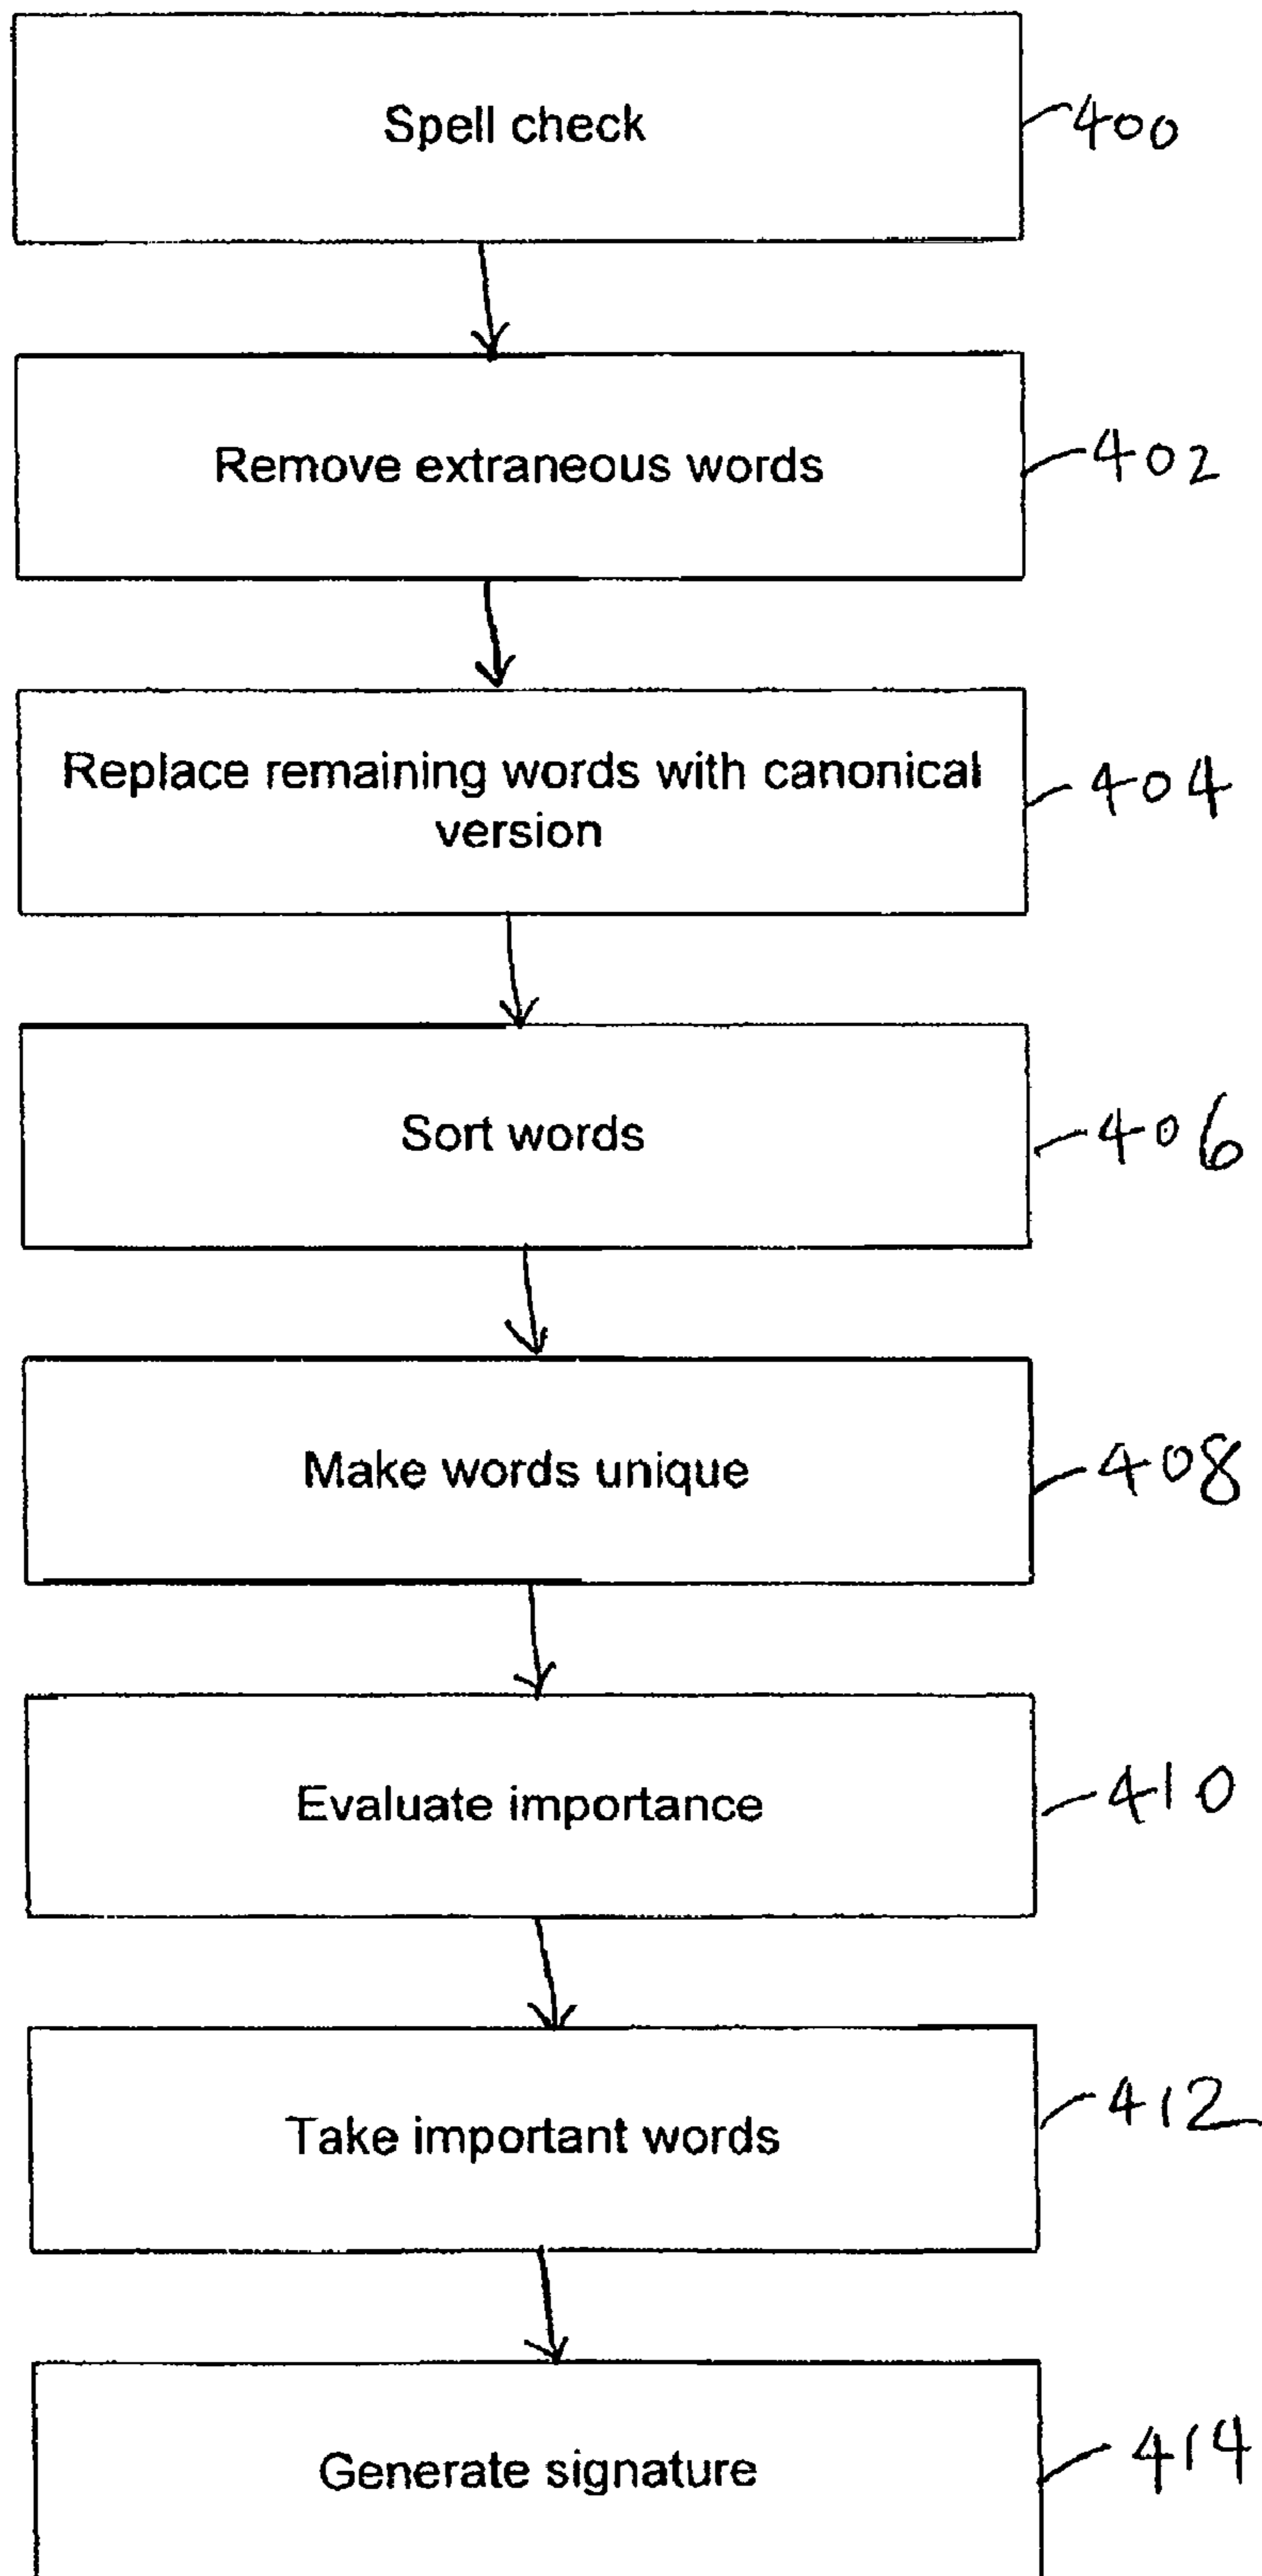 Spell check
400
Remove extraneous words
402
Replace remaining words with canonical
version
404
Sort words
406
Make words unique
408
Evaluate importance
410
Take important words
412
Generate signature
414